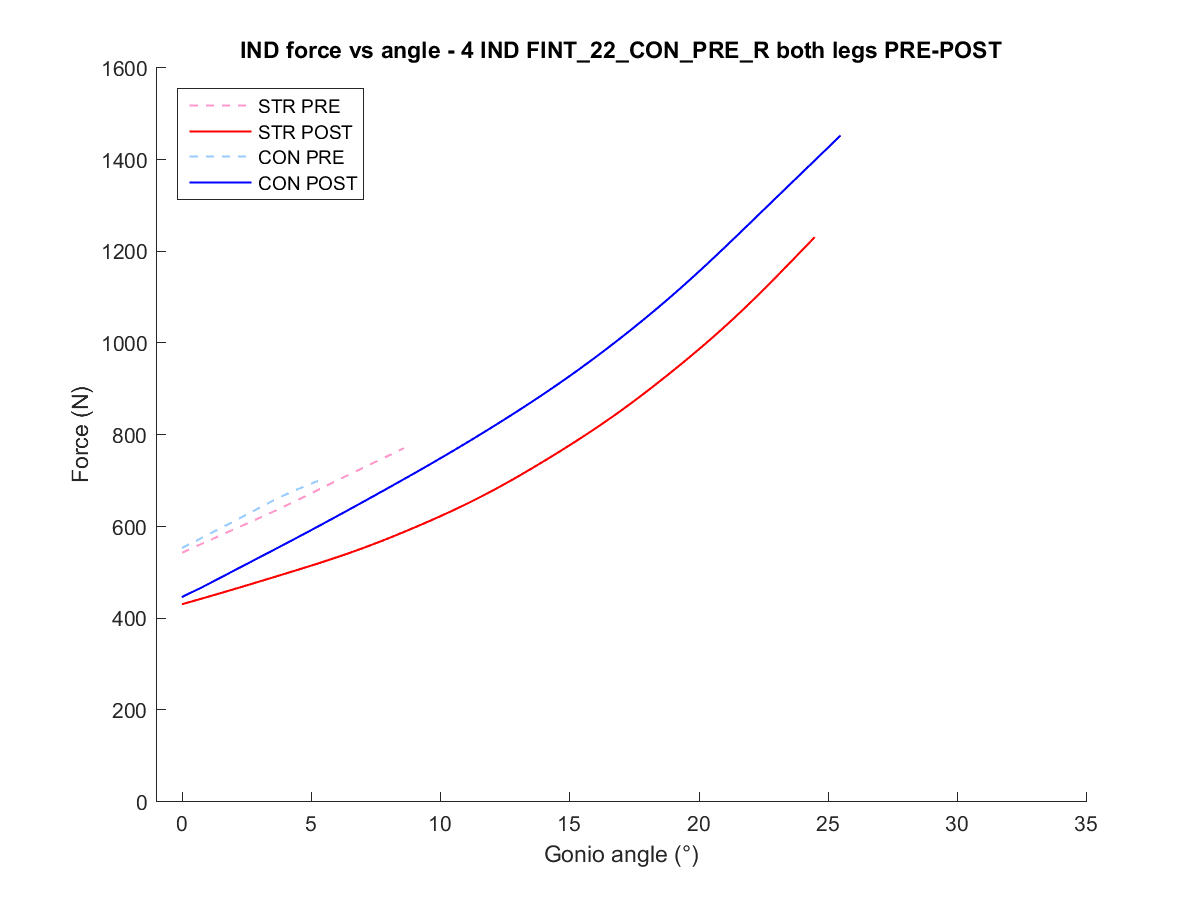 IND force vs angle - 4 IND FINT_22_CON_PRE_R both legs PRE-POST
1600
1400
1200
1000
800
600
400
200
0
Force (N)
STR PRE
STR POST
CON PRE
CON POST
0 5 10 15 20 25 30 35
Gonio angle (°)